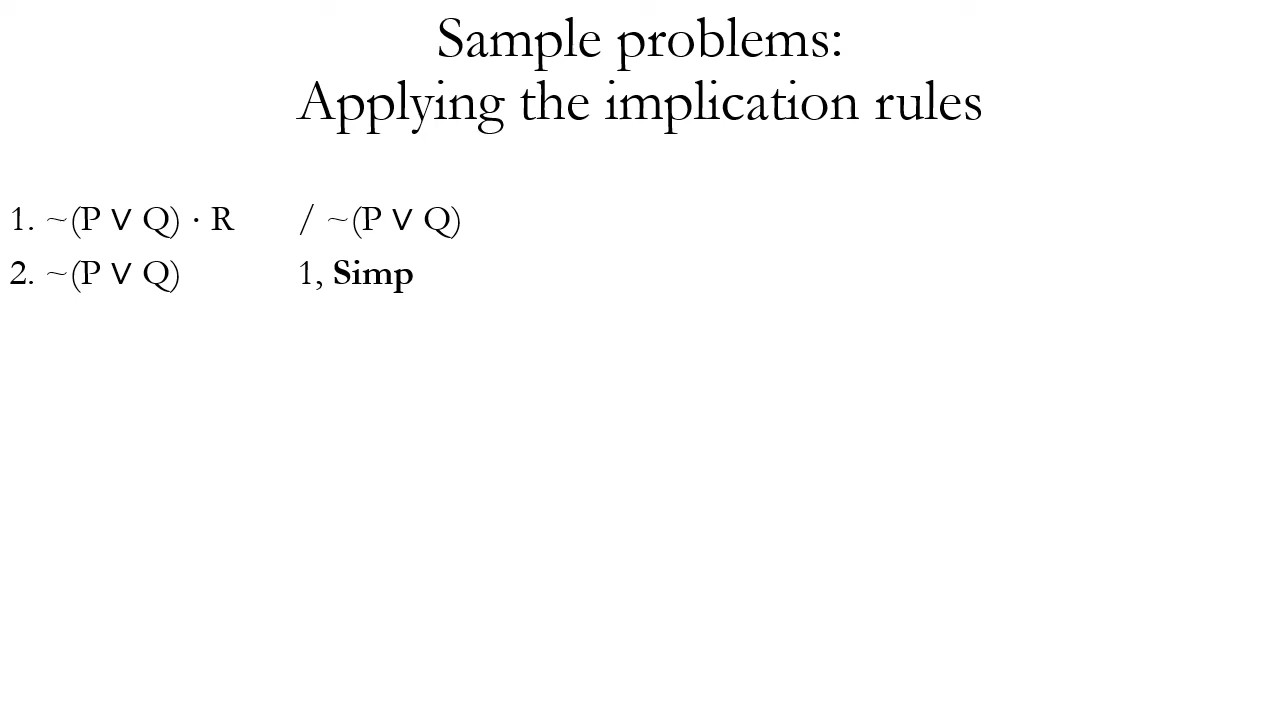 Sample problems:
Applying the implication rules
1. ~(P ∨ Q) · R / ~(P ∨ Q)
2. ~(P ∨ Q) 1, Simp